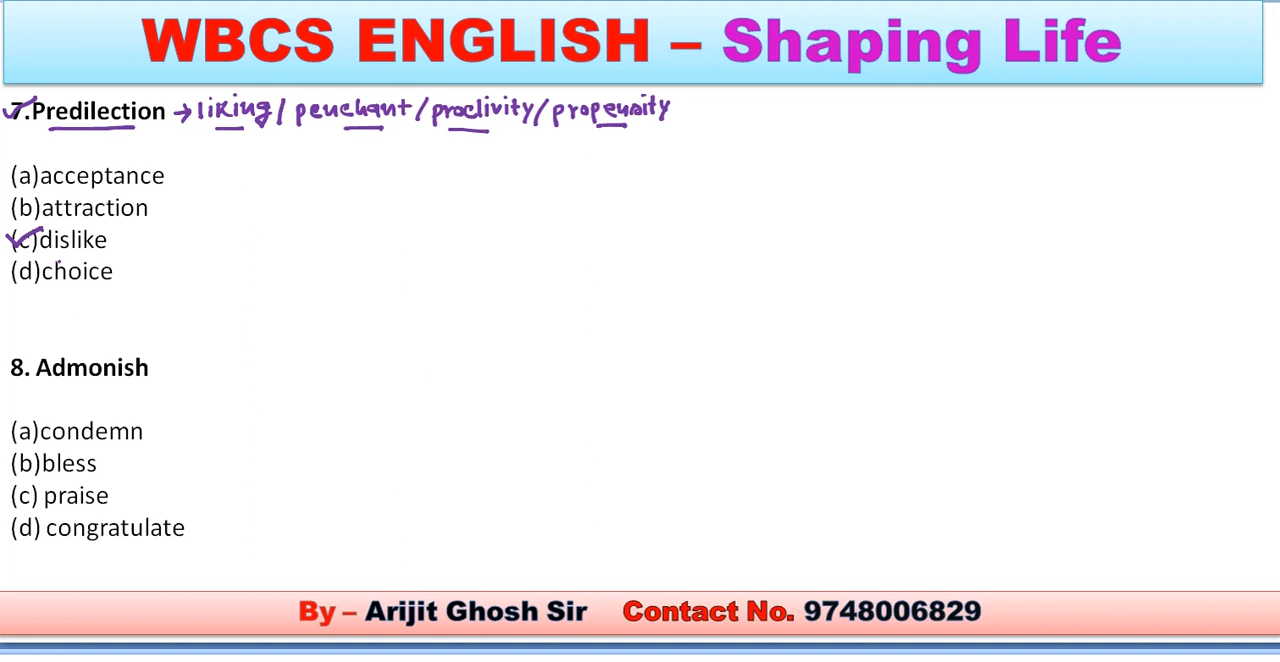 WBCS ENGLISH – Shaping Life
7.Predilection → liking/ penchant/proclivity/propensity
(a)acceptance
(b)attraction
(c)dislike
(d)choice
8. Admonish
(a)condemn
(b)bless
(c) praise
(d) congratulate
By – Arijit Ghosh Sir Contact No. 9748006829